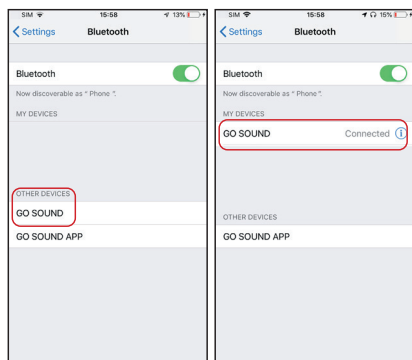 SIM 15:58 13%
Settings Bluetooth
Bluetooth
Now discoverable as " Phone ".
MY DEVICES
OTHER DEVICES
GO SOUND
GO SOUND APP
SIM 15:58 15%
Settings Bluetooth
Bluetooth
Now discoverable as " Phone ".
MY DEVICES
GO SOUND Connected
OTHER DEVICES
GO SOUND APP